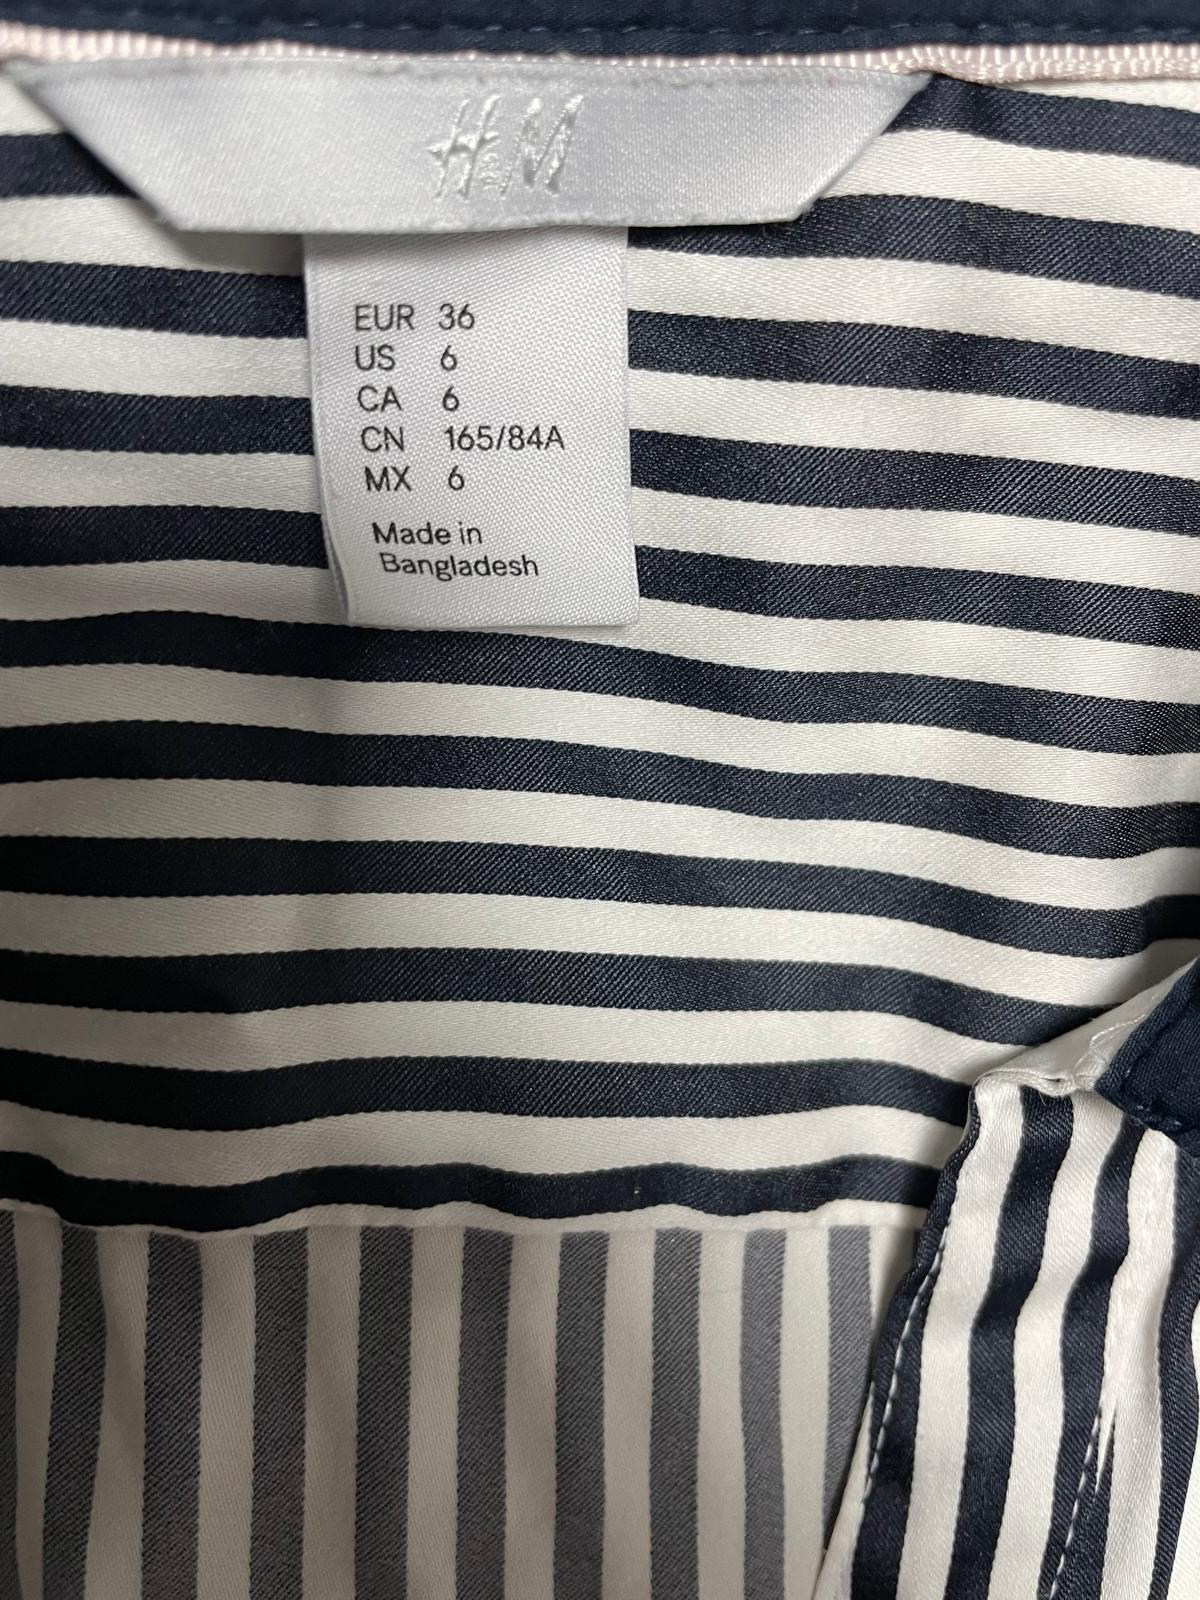 H&M
EUR 36
US 6
CA 6
CN 165/84A
MX 6
Made in
Bangladesh